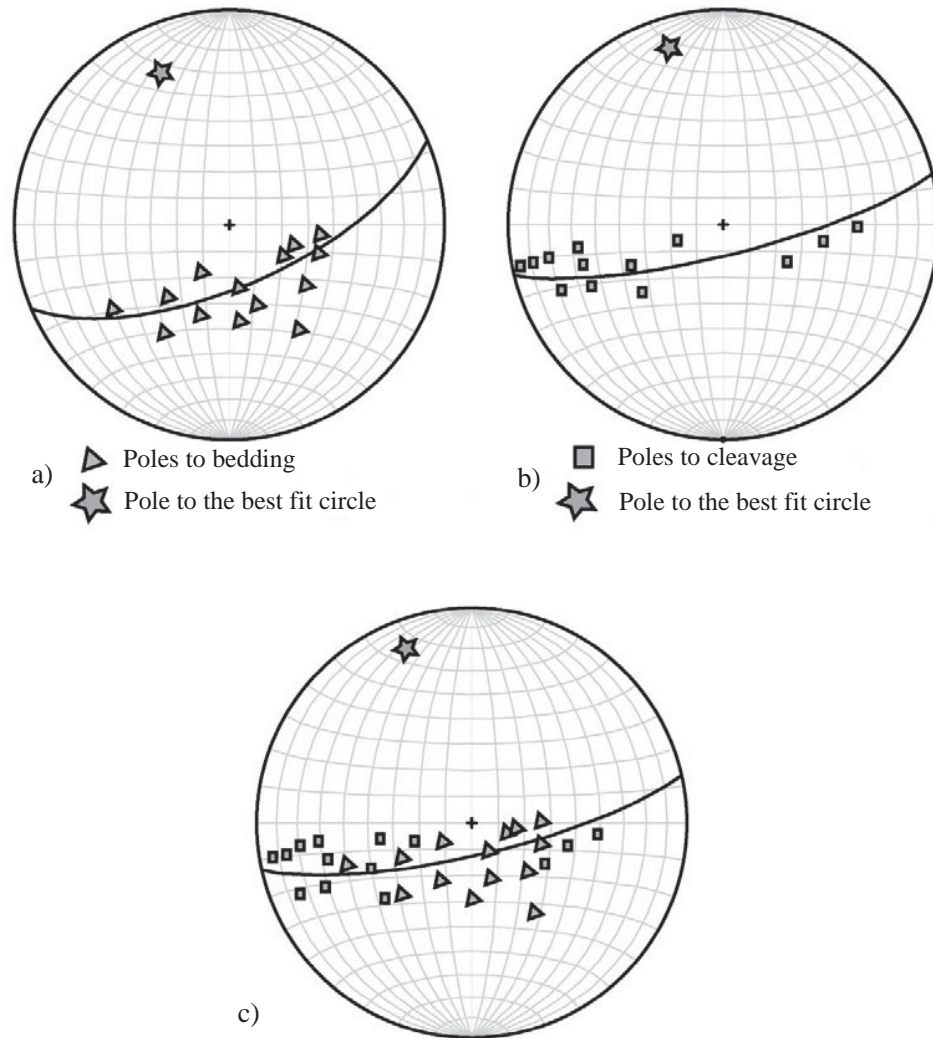 a)
Poles to bedding
Pole to the best fit circle
b)
Poles to cleavage
Pole to the best fit circle
c)